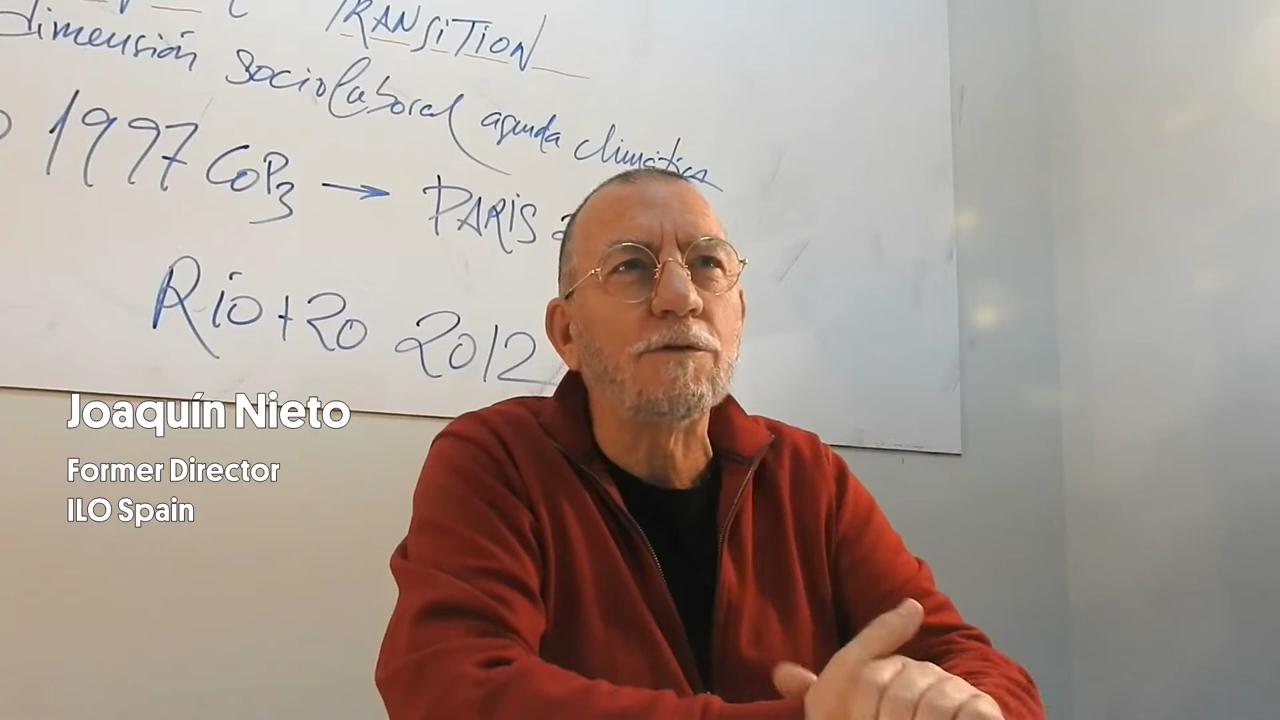 TRANSITION
dimensión sociolaboral agenda climática
1997 COP3 → PARIS
Rio+20 2012
Joaquín Nieto
Former Director
ILO Spain